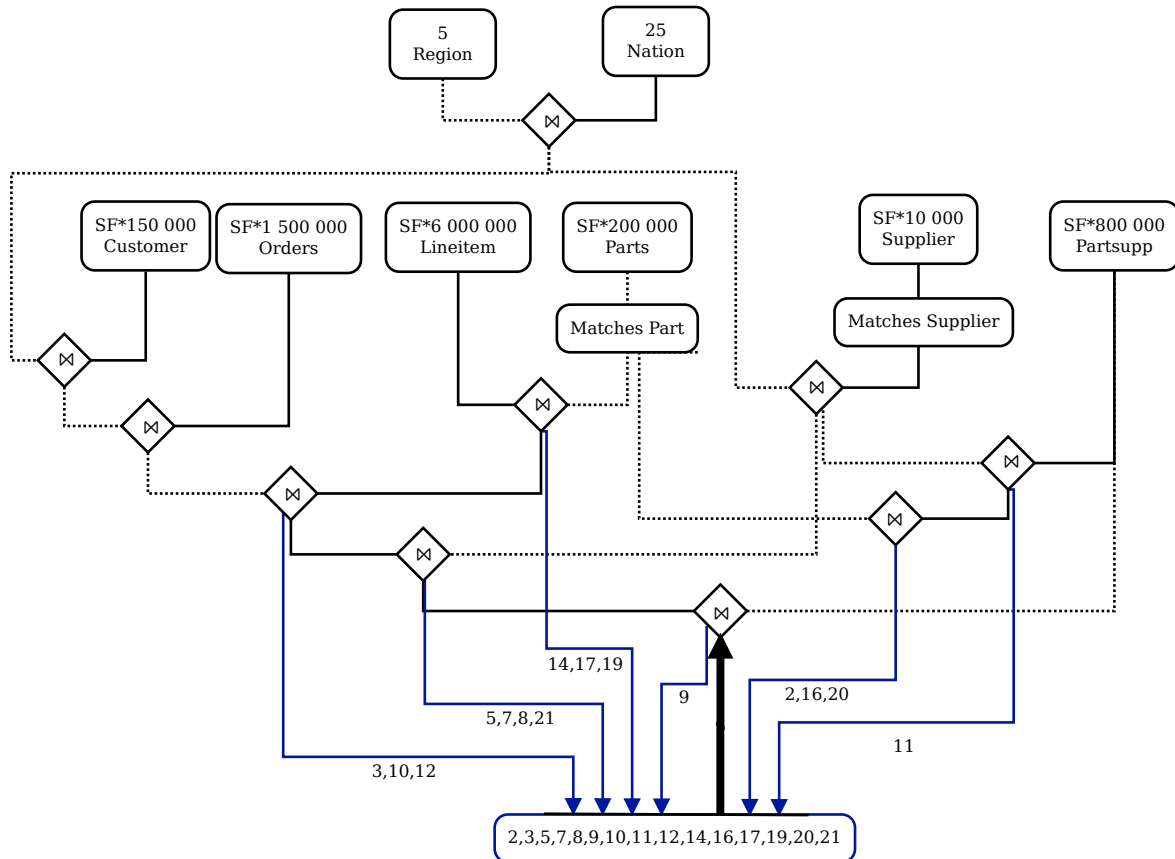 5
Region
25
Nation
SF*150 000
Customer
SF*1 500 000
Orders
SF*6 000 000
Lineitem
SF*200 000
Parts
SF*10 000
Supplier
SF*800 000
Partsupp
Matches Part
Matches Supplier
⋈
⋈
⋈
⋈
⋈
⋈
⋈
⋈
⋈
⋈
14,17,19
9
2,16,20
5,7,8,21
11
3,10,12
2,3,5,7,8,9,10,11,12,14,16,17,19,20,21